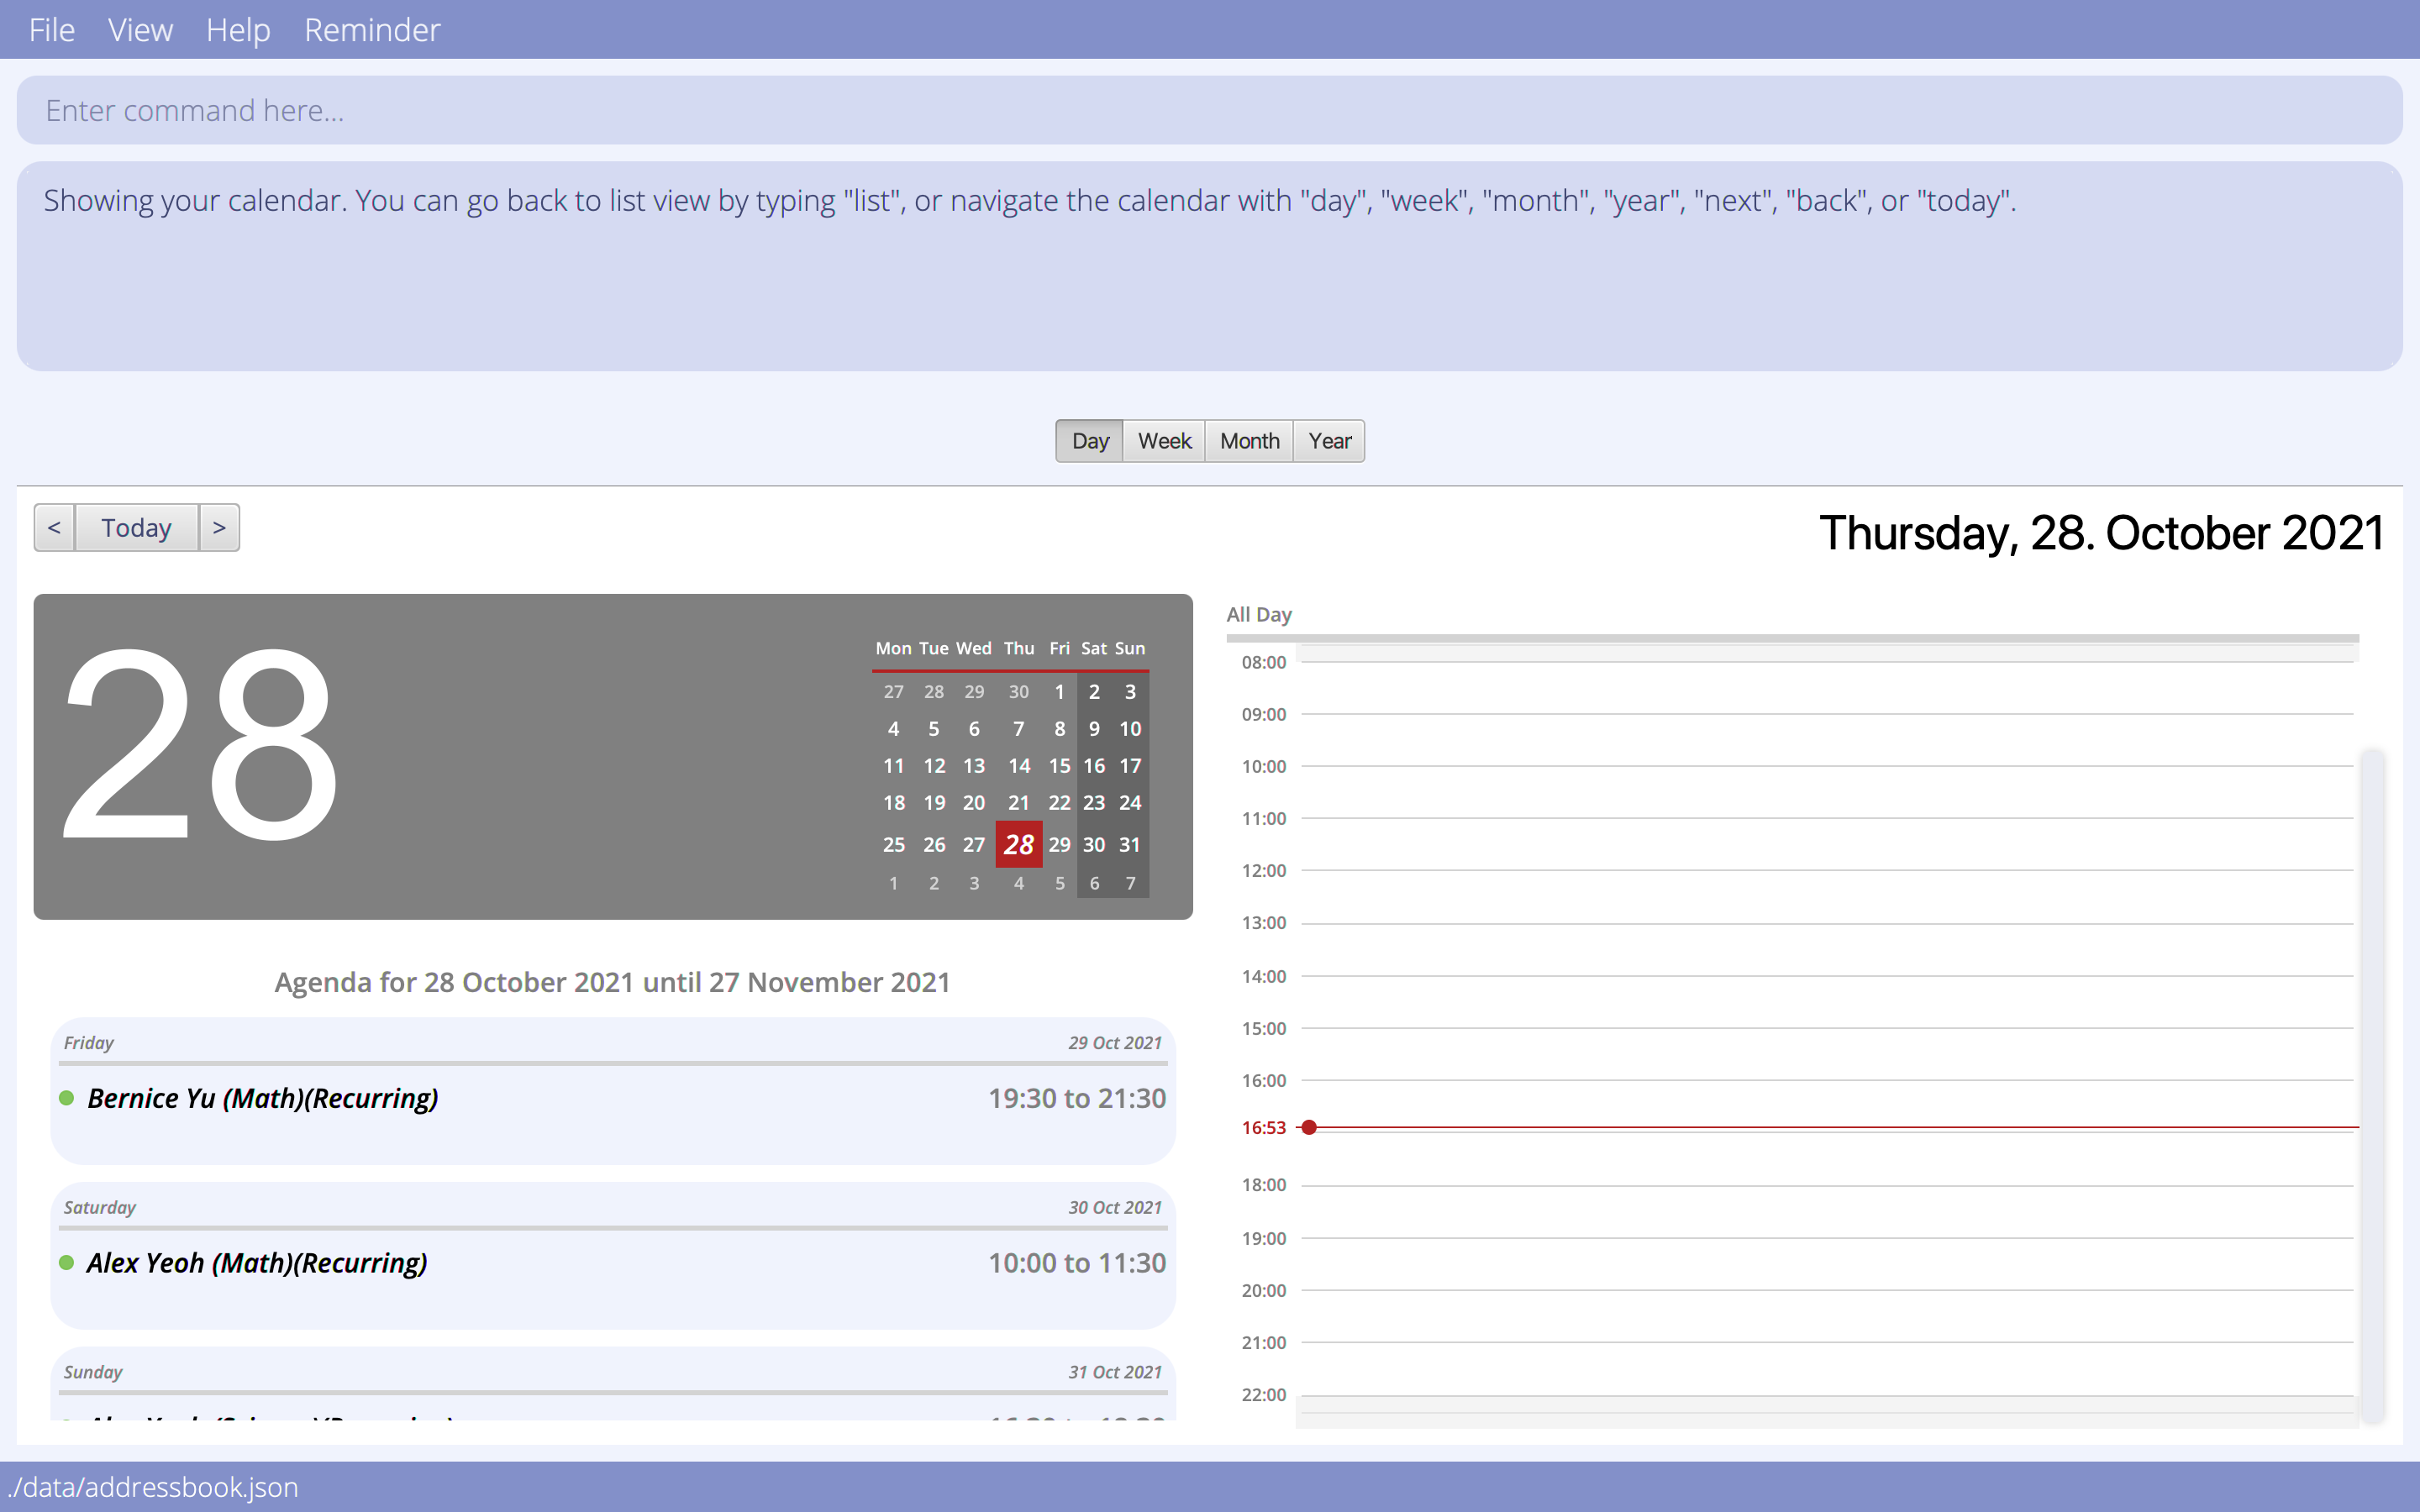 File View Help Reminder
Enter command here...
Showing your calendar. You can go back to list view by typing "list", or navigate the calendar with "day", "week", "month", "year", "next", "back", or "today".
Day Week Month Year
< Today >
Thursday, 28. October 2021
28
Mon Tue Wed Thu Fri Sat Sun
27 28 29 30 1 2 3
4 5 6 7 8 9 10
11 12 13 14 15 16 17
18 19 20 21 22 23 24
25 26 27 28 29 30 31
1 2 3 4 5 6 7
Agenda for 28 October 2021 until 27 November 2021
Friday 29 Oct 2021
Bernice Yu (Math)(Recurring) 19:30 to 21:30
Saturday 30 Oct 2021
Alex Yeoh (Math)(Recurring) 10:00 to 11:30
Sunday 31 Oct 2021
All Day
08:00
09:00
10:00
11:00
12:00
13:00
14:00
15:00
16:00
16:53
18:00
19:00
20:00
21:00
22:00
./data/addressbook.json